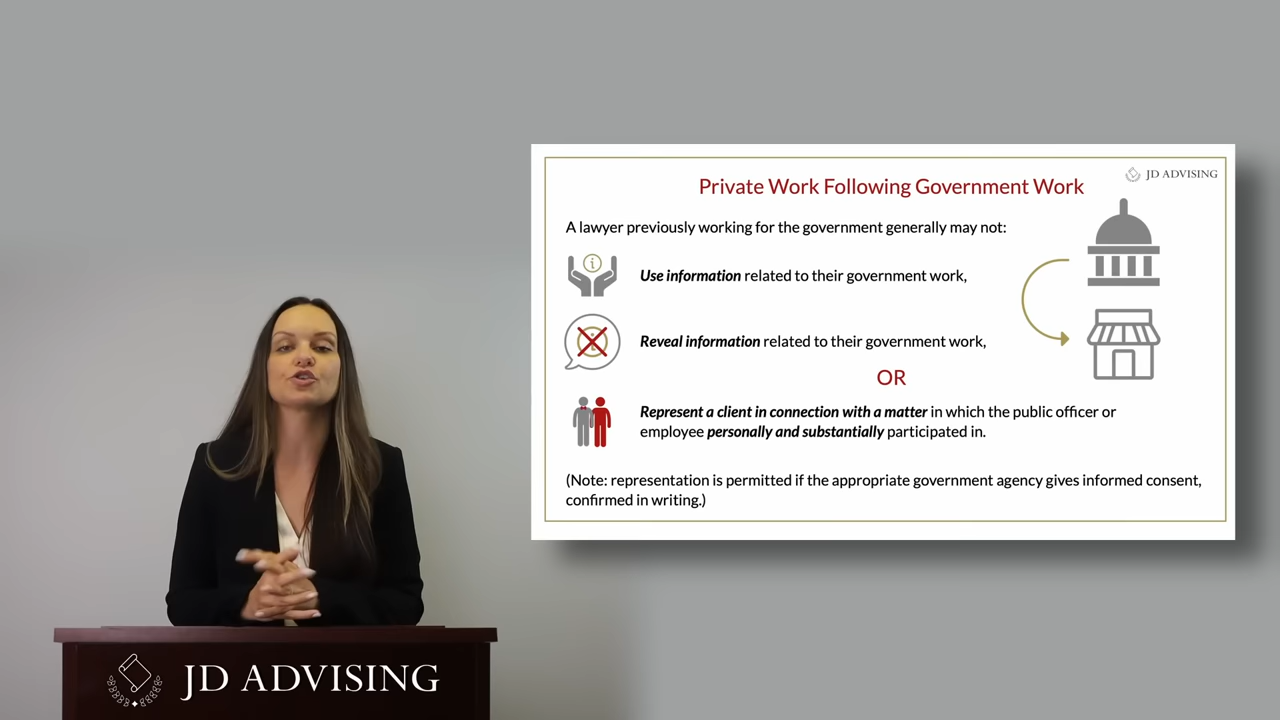 JD ADVISING
Private Work Following Government Work
A lawyer previously working for the government generally may not:
Use information related to their government work,
Reveal information related to their government work,
OR
Represent a client in connection with a matter in which the public officer or
employee personally and substantially participated in.
(Note: representation is permitted if the appropriate government agency gives informed consent,
confirmed in writing.)
JD ADVISING